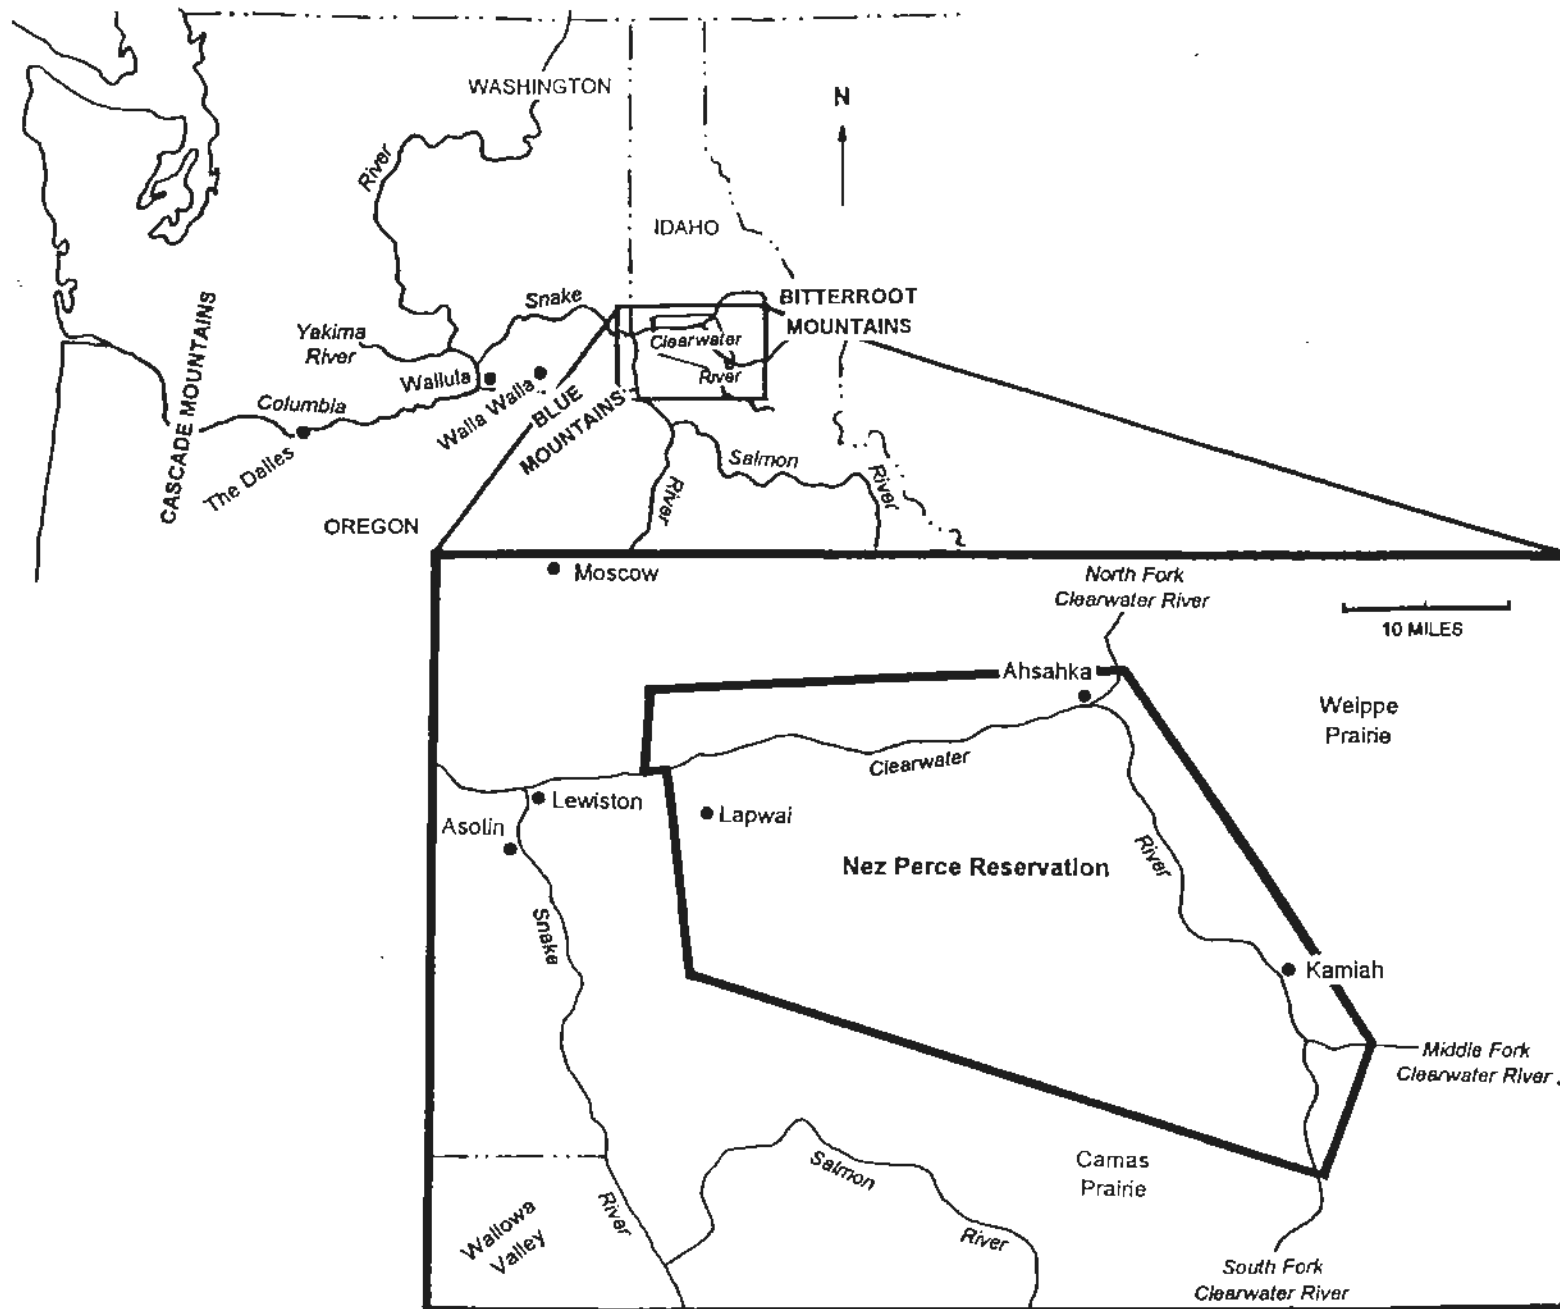 WASHINGTON
N
River
IDAHO
BITTERROOT
MOUNTAINS
Snake
CASCADE MOUNTAINS
Yakima
River
Clearwater
River
Wallula
Walla Walla
BLUE
MOUNTAINS
Columbia
The Dalles
Salmon
River
River
OREGON
Moscow
North Fork
Clearwater River
10 MILES
Ahsahka
Weippe
Prairie
Clearwater
Lewiston
Asolin
Lapwai
River
Nez Perce Reservation
Snake
Kamiah
Middle Fork
Clearwater River
Camas
Prairie
Salmon
River
River
Wallowa
Valley
South Fork
Clearwater River